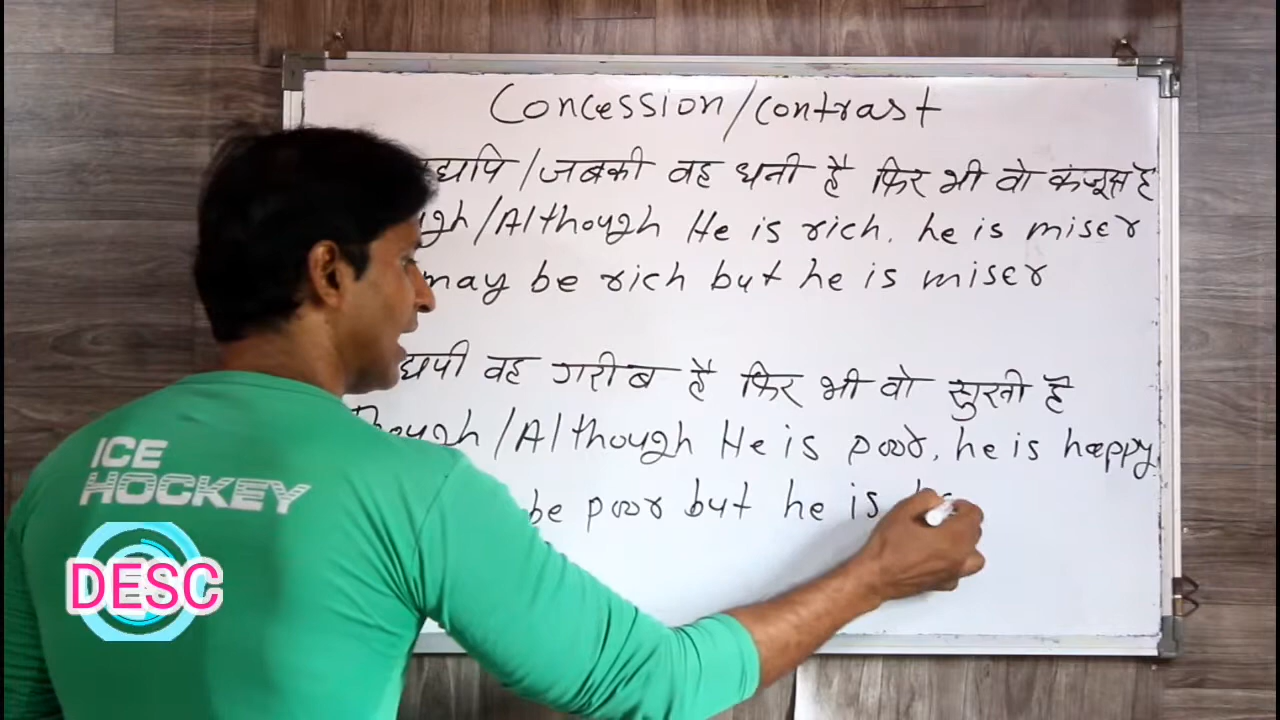 Concession/contrast
/जबकी वह धनी है फिर भी वो कंजूस है
/Although He is rich. he is miser
may be rich but he is miser
वह गरीब है फिर भी वो सुखी है
/Although He is poor. he is happy.
be poor but he is
ICE
HOCKEY
DESC